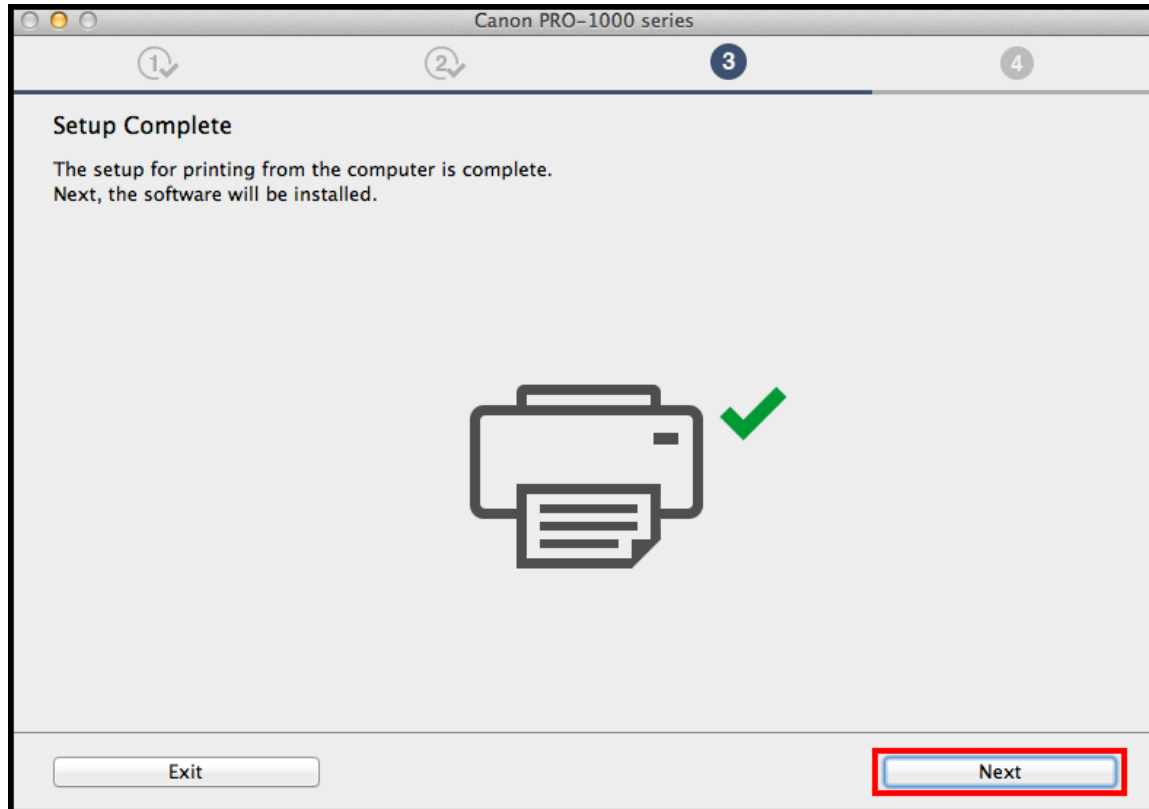 Canon PRO-1000 series
1
2
3
4
Setup Complete
The setup for printing from the computer is complete.
Next, the software will be installed.
Exit
Next